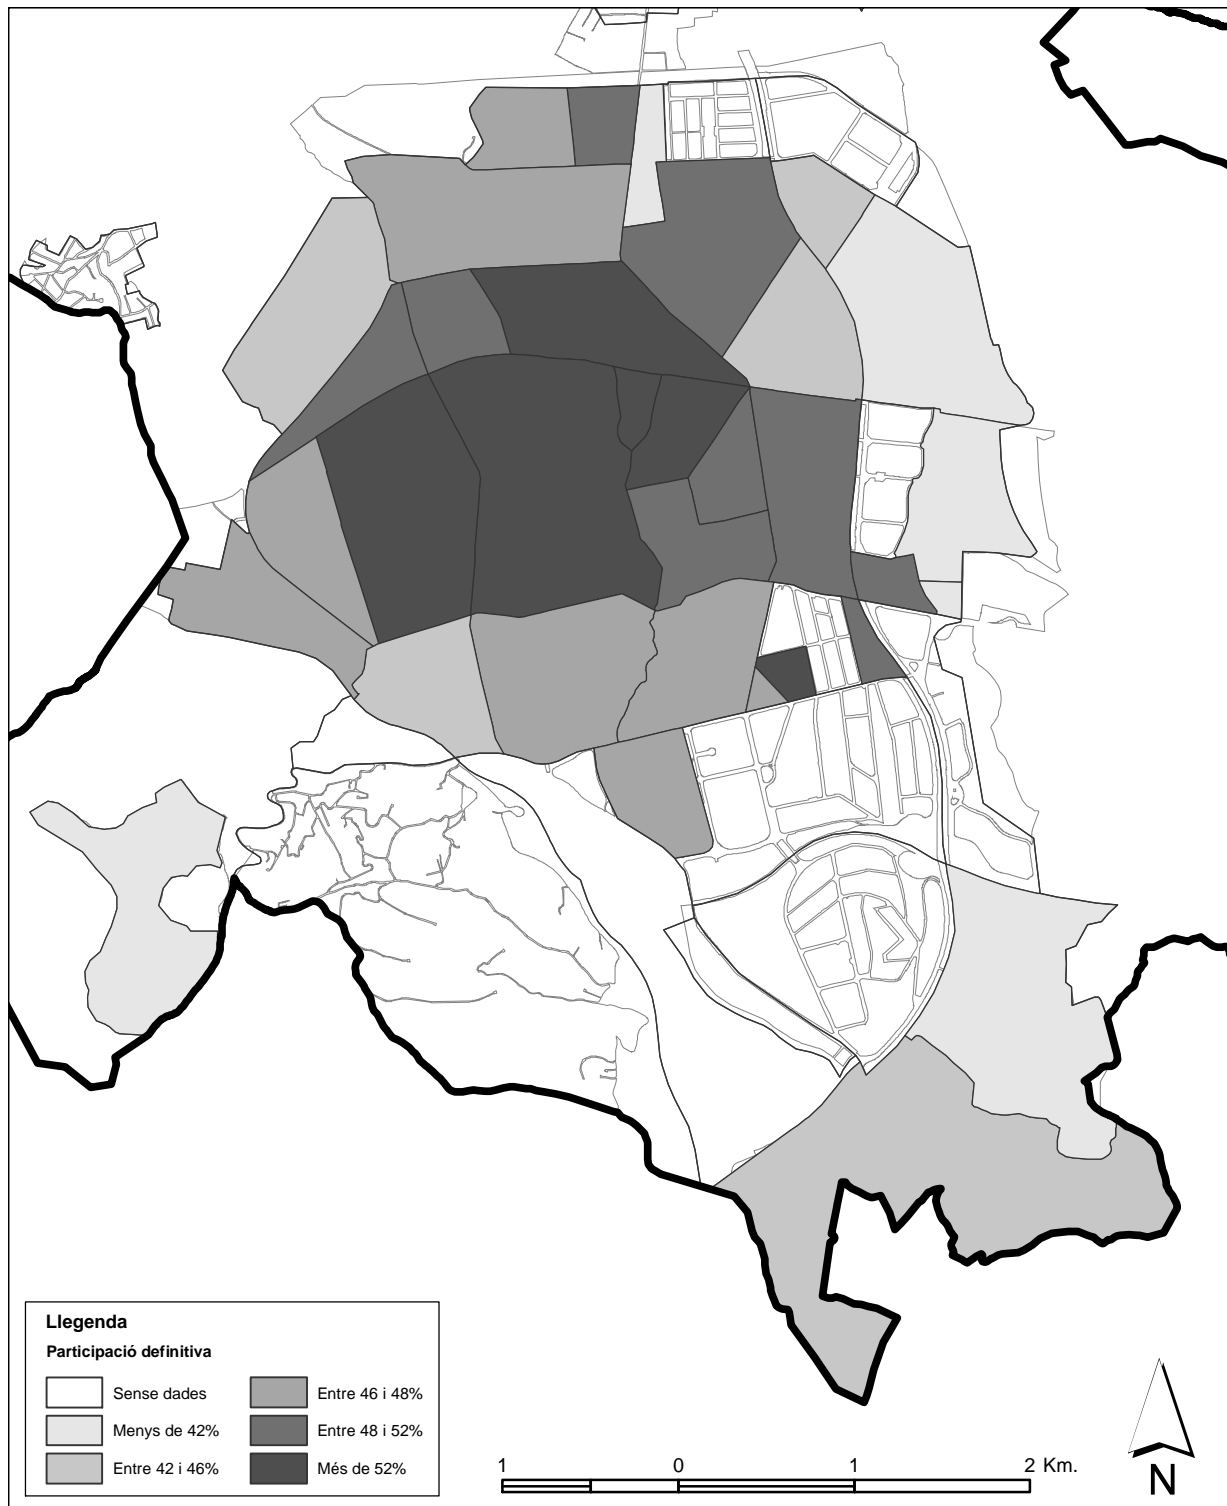 Llegenda
Participació definitiva
Sense dades
Menys de 42%
Entre 42 i 46%
Entre 46 i 48%
Entre 48 i 52%
Més de 52%
1 0 1 2 Km.
N